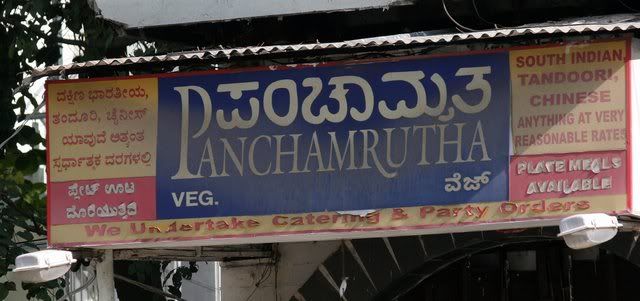 ದಕ್ಷಿಣ ಭಾರತೀಯ,
ತಂದೂರಿ, ಚೈನೀಸ್
ಯಾವುದೆ ಅತ್ಯಂತ
ಸ್ಪರ್ಧಾತ್ಮಕ ದರಗಳಲ್ಲಿ
ಪ್ಲೇಟ್ ಊಟ
ದೊರೆಯುತ್ತದೆ
ಪಂಚಾಮೃತ
PANCHAMRUTHA
VEG.
ವೆಜ್
SOUTH INDIAN
TANDOORI,
CHINESE
ANYTHING AT VERY
REASONABLE RATES
PLATE MEALS
AVAILABLE
We Undertake Catering & Party Orders